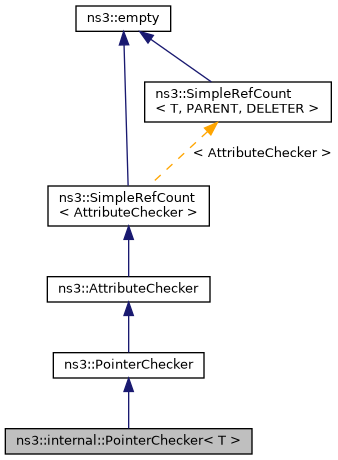 ns3::empty
ns3::SimpleRefCount
< T, PARENT, DELETER >
< AttributeChecker >
ns3::SimpleRefCount
< AttributeChecker >
ns3::AttributeChecker
ns3::PointerChecker
ns3::internal::PointerChecker< T >